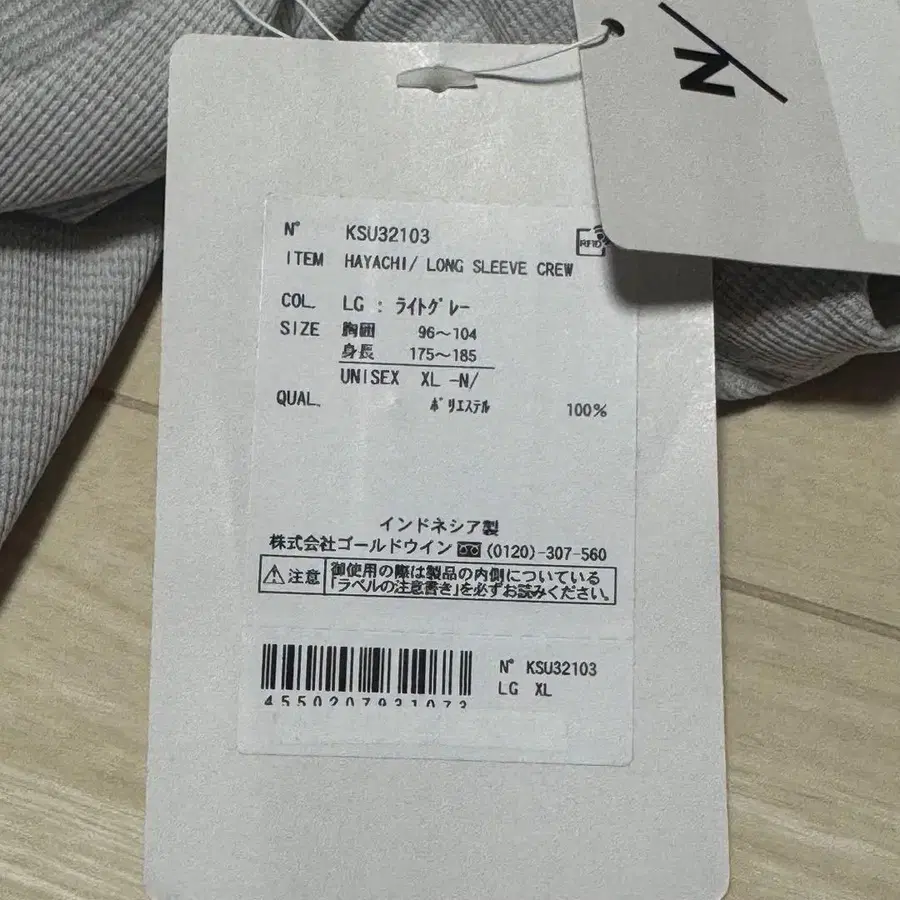 N/
N° KSU32103
RFID
ITEM HAYACHI/ LONG SLEEVE CREW
COL. LG : ライトグレー
SIZE 胸囲 96〜104
身長 175〜185
UNISEX XL -N/
QUAL. ポリエステル 100%
インドネシア製
株式会社ゴールドウイン (0120)-307-560
注意 御使用の際は製品の内側についている
「ラベルの注意書き」を必ずお読みください。
N° KSU32103
LG XL
4550207931073